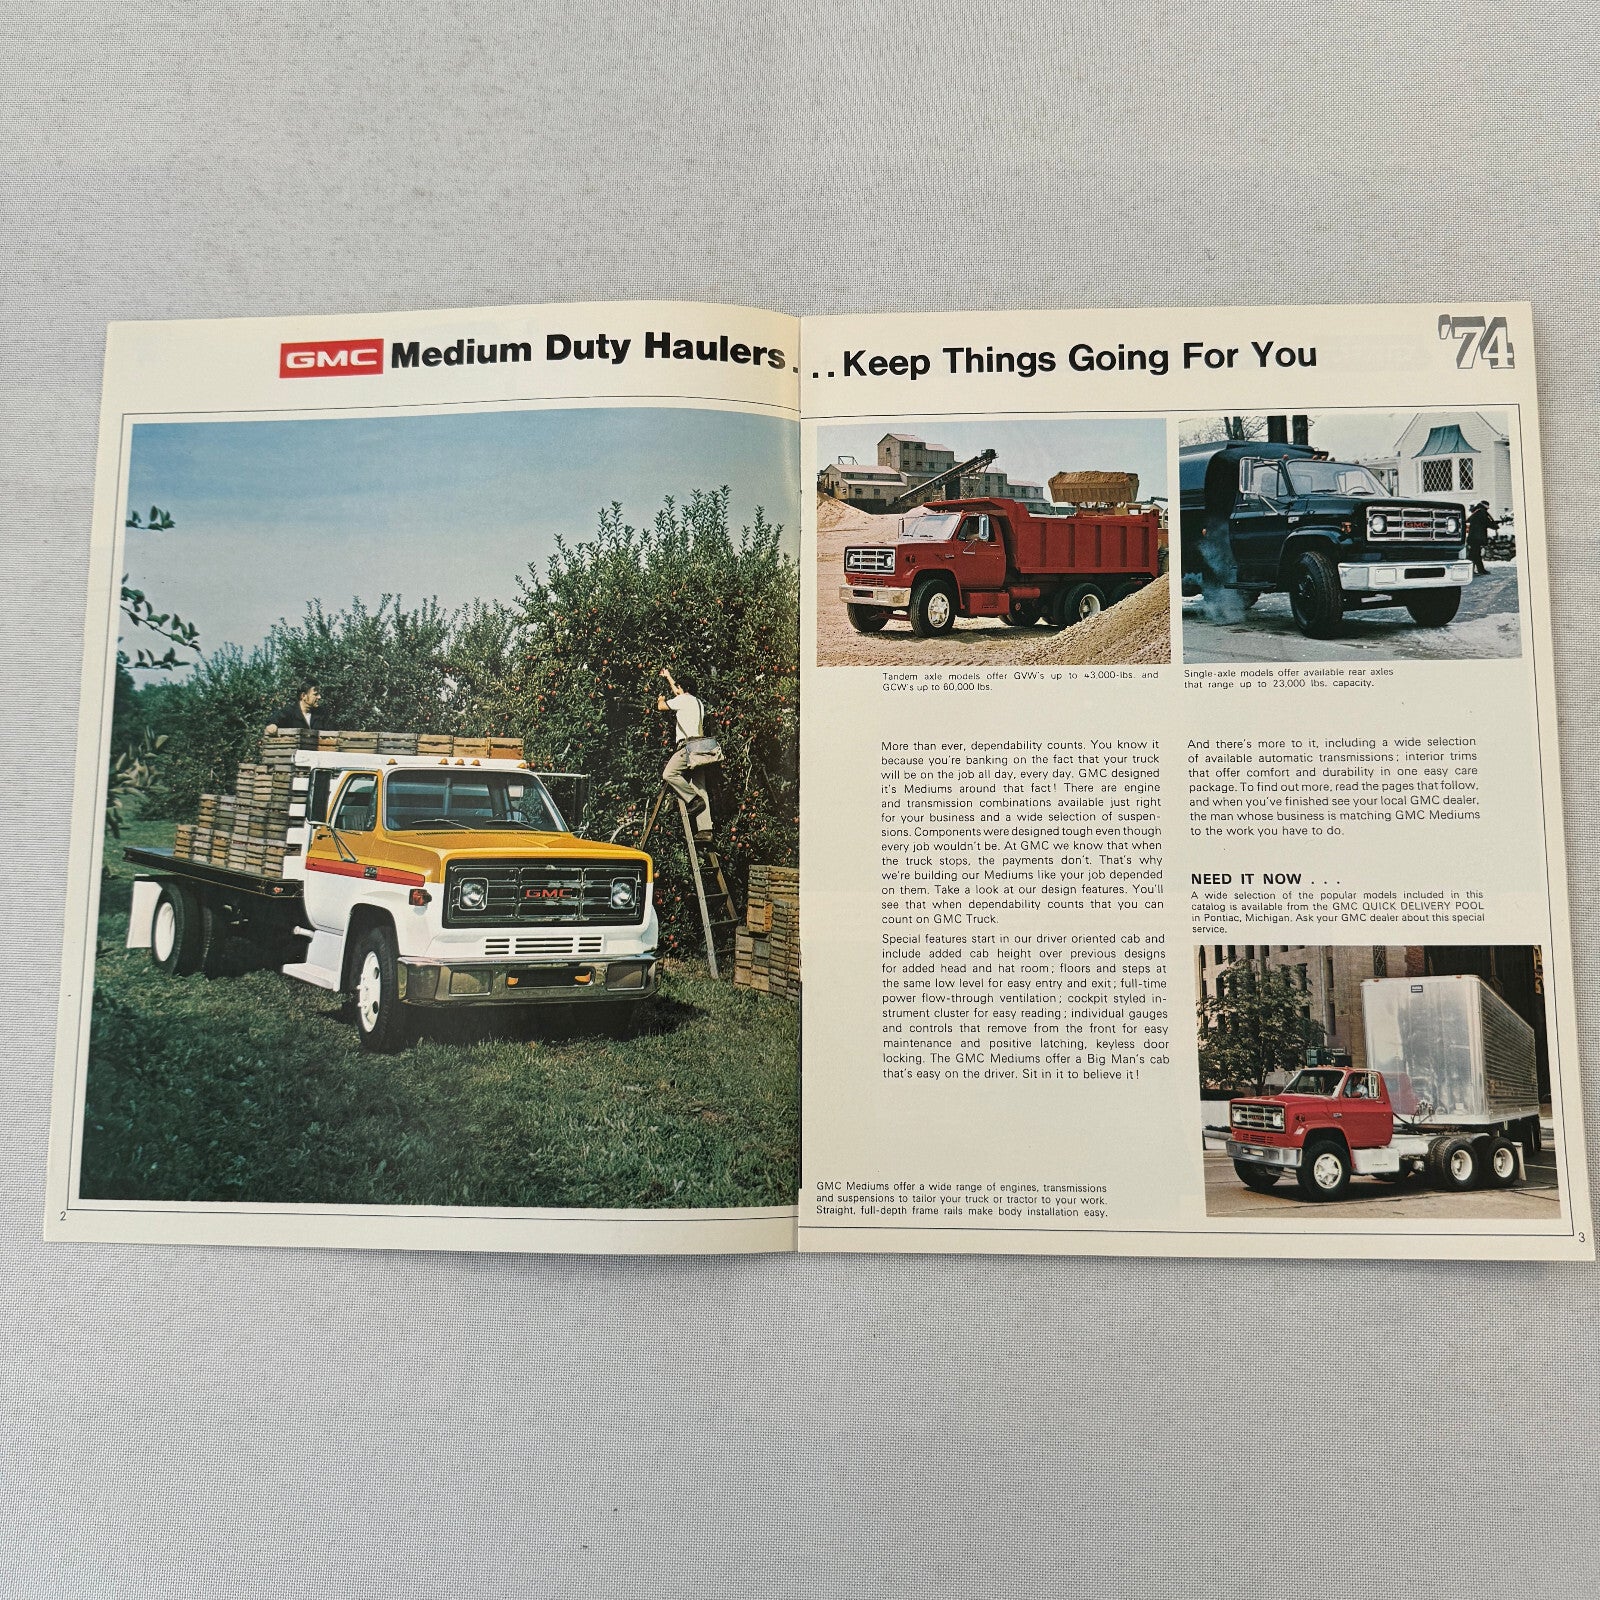 GMC Medium Duty Haulers . . . Keep Things Going For You
'74
Tandem axle models offer GVW's up to 43,000-lbs. and
GCW's up to 60,000 lbs.
Single-axle models offer available rear axles
that range up to 23,000 lbs. capacity.
More than ever, dependability counts. You know it
because you're banking on the fact that your truck
will be on the job all day, every day. GMC designed
it's Mediums around that fact! There are engine
and transmission combinations available just right
for your business and a wide selection of suspen-
sions. Components were designed tough even though
every job wouldn't be. At GMC we know that when
the truck stops, the payments don't. That's why
we're building our Mediums like your job depended
on them. Take a look at our design features. You'll
see that when dependability counts that you can
count on GMC Truck.
Special features start in our driver oriented cab and
include added cab height over previous designs
for added head and hat room; floors and steps at
the same low level for easy entry and exit; full-time
power flow-through ventilation; cockpit styled in-
strument cluster for easy reading; individual gauges
and controls that remove from the front for easy
maintenance and positive latching, keyless door
locking. The GMC Mediums offer a Big Man's cab
that's easy on the driver. Sit in it to believe it!
And there's more to it, including a wide selection
of available automatic transmissions; interior trims
that offer comfort and durability in one easy care
package. To find out more, read the pages that follow,
and when you've finished see your local GMC dealer,
the man whose business is matching GMC Mediums
to the work you have to do.
NEED IT NOW . . .
A wide selection of the popular models included in this
catalog is available from the GMC QUICK DELIVERY POOL
in Pontiac, Michigan. Ask your GMC dealer about this special
service.
GMC Mediums offer a wide range of engines, transmissions
and suspensions to tailor your truck or tractor to your work.
Straight, full-depth frame rails make body installation easy.
GMC
GMC
GMC
2
3